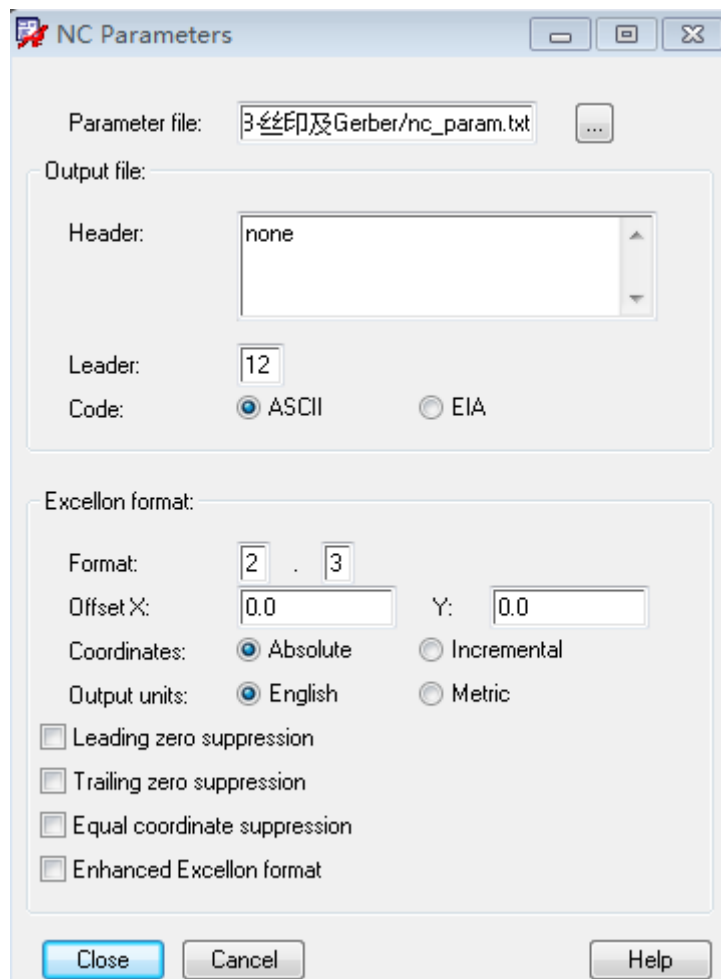 NC Parameters
Parameter file: 3-丝印及Gerber/nc_param.txt ...
Output file:
Header: none
Leader: 12
Code: ASCII EIA
Excellon format:
Format: 2 . 3
Offset X: 0.0 Y: 0.0
Coordinates: Absolute Incremental
Output units: English Metric
Leading zero suppression
Trailing zero suppression
Equal coordinate suppression
Enhanced Excellon format
Close Cancel Help